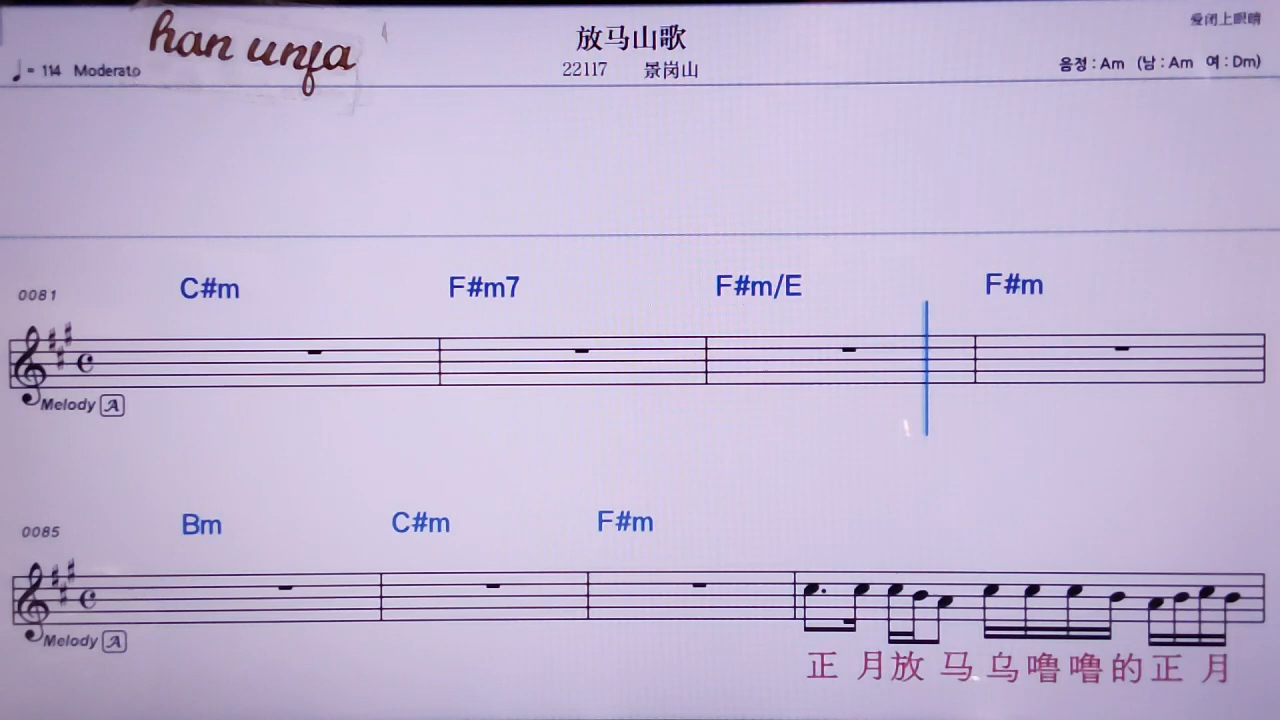 han unfa
放马山歌
爱闭上眼睛
♩= 114 Moderato
22117 景岗山
음정 : Am (남 : Am 여 : Dm)
0081 C#m F#m7 F#m/E F#m
Melody A
0085 Bm C#m F#m
Melody A
正月放马乌噜噜的正月